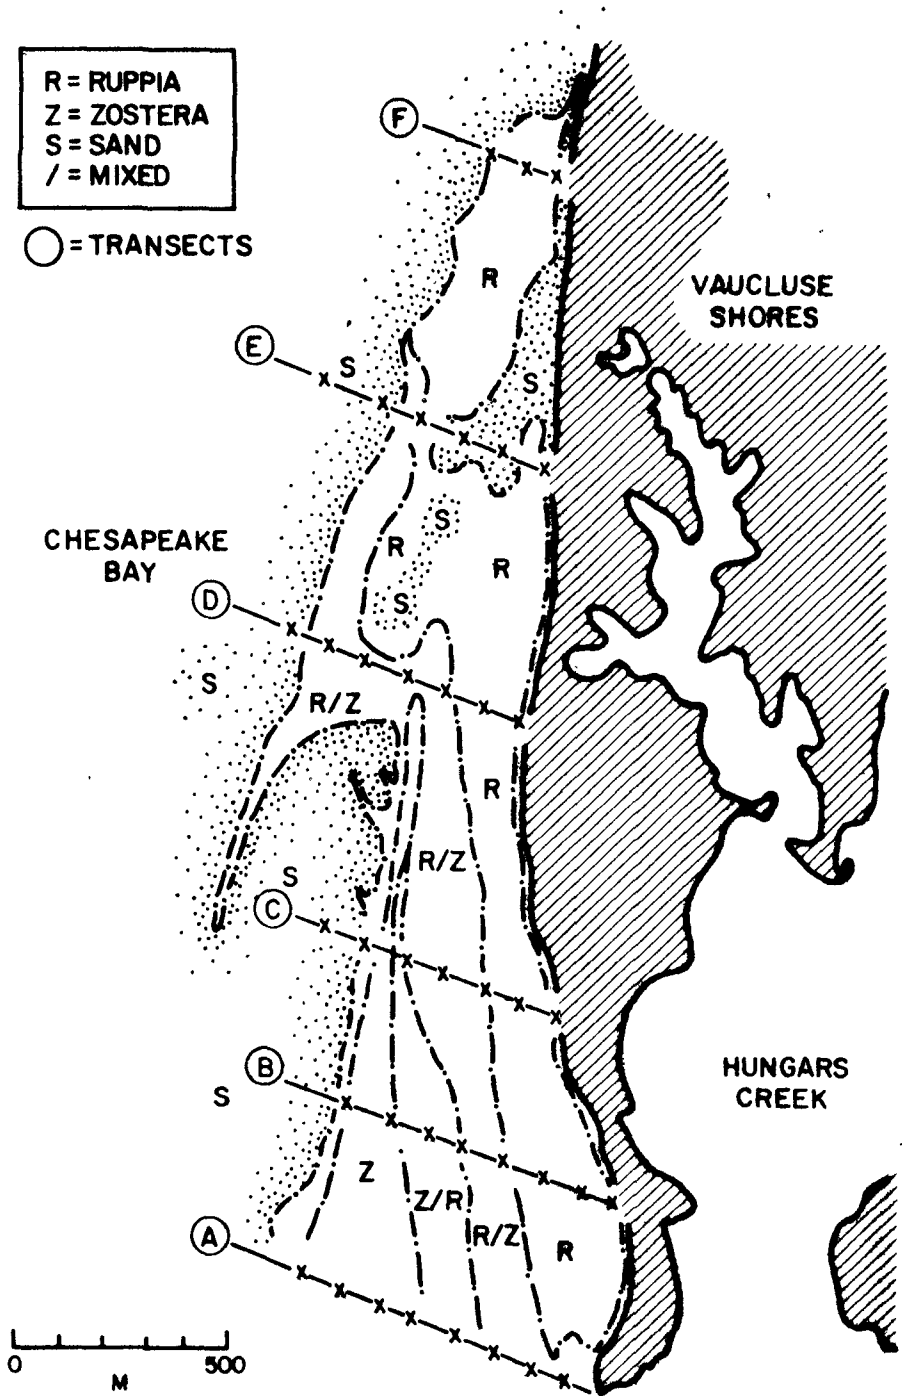 R = RUPPIA
Z = ZOSTERA
S = SAND
/ = MIXED
= TRANSECTS
F
R
VAUCLUSE
SHORES
E
S
S
S
CHESAPEAKE
BAY
R
R
D
S
S
R/Z
R
R/Z
S
C
B
S
HUNGARS
CREEK
Z
Z/R
A
R/Z
R
0 500
M